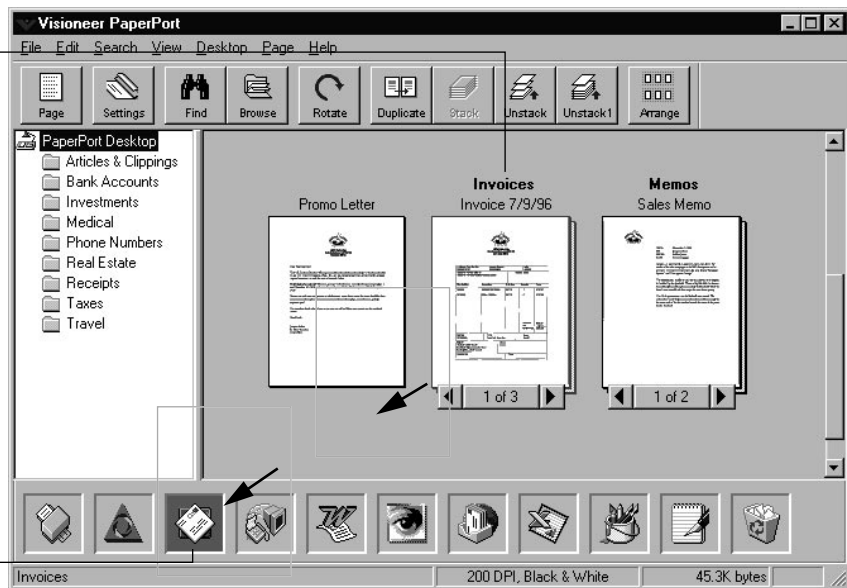 Visioneer PaperPort
File Edit Search View Desktop Page Help
Page Settings Find Browse Rotate Duplicate Stack Unstack Unstack1 Arrange
PaperPort Desktop
Articles & Clippings
Bank Accounts
Investments
Medical
Phone Numbers
Real Estate
Receipts
Taxes
Travel
Promo Letter
Invoices
Invoice 7/9/96
1 of 3
Memos
Sales Memo
1 of 2
Invoices 200 DPI, Black & White 45.3K bytes